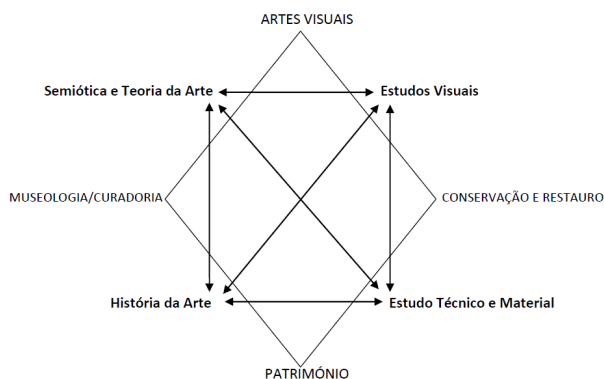 ARTES VISUAIS
Semiótica e Teoria da Arte
Estudos Visuais
MUSEOLOGIA/CURADORIA
CONSERVAÇÃO E RESTAURO
História da Arte
Estudo Técnico e Material
PATRIMÓNIO